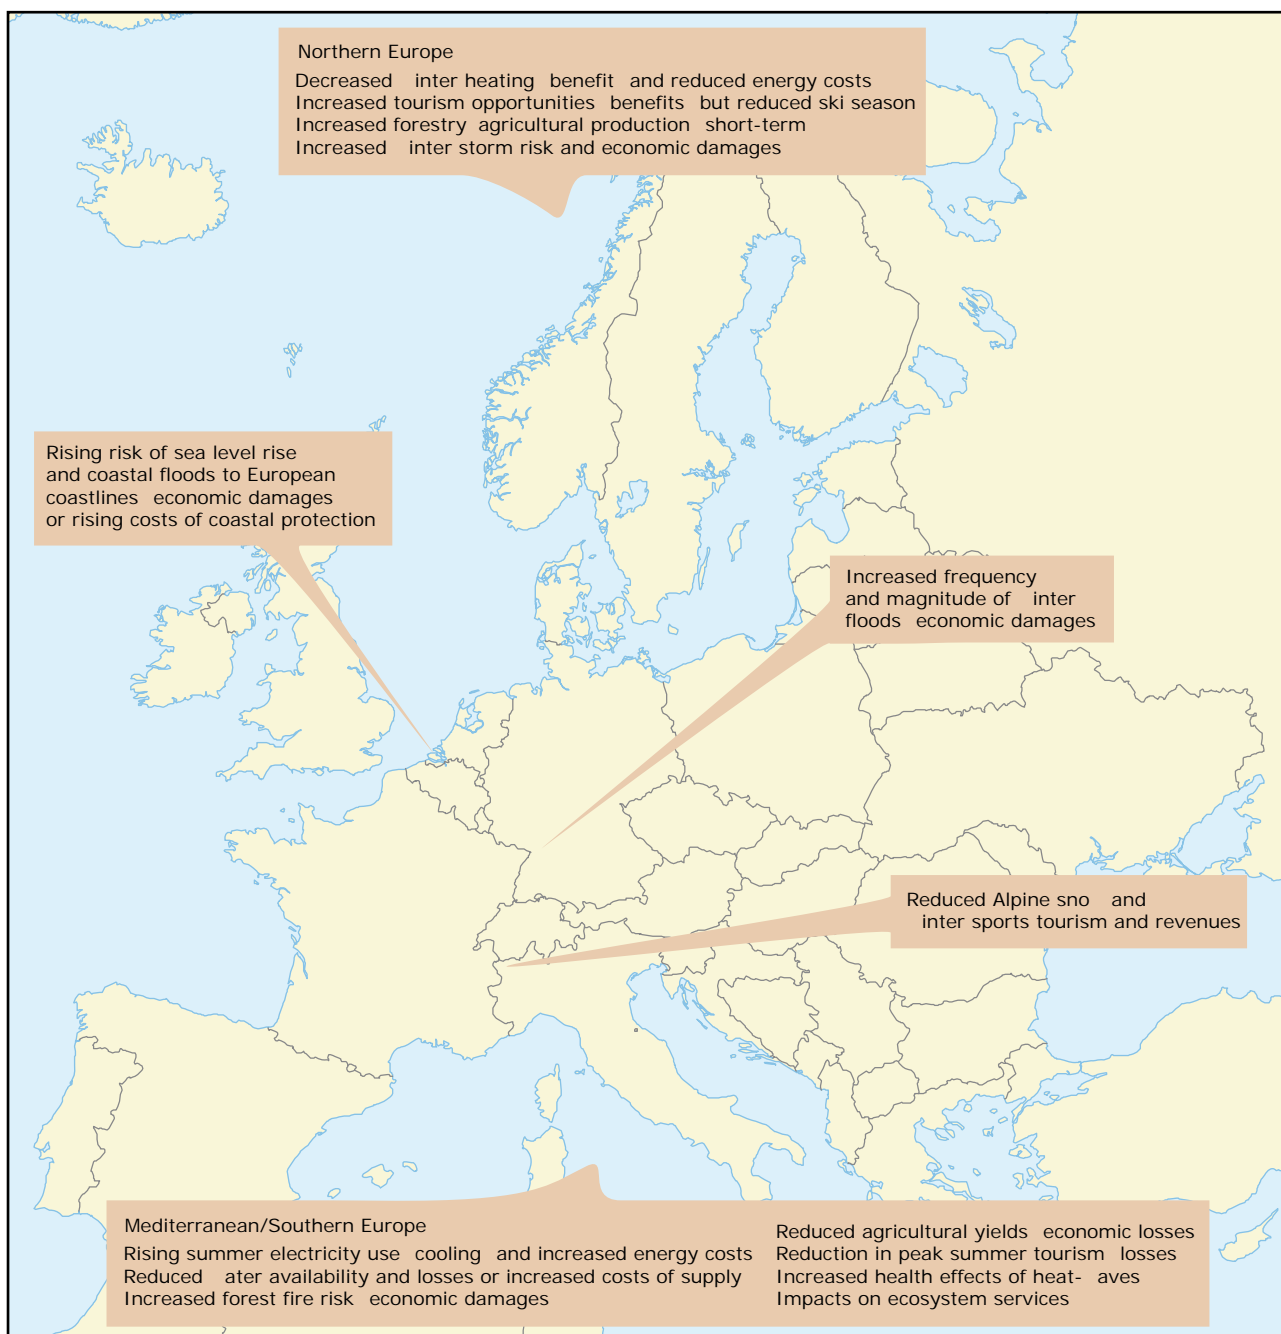 Northern Europe
Decreased inter heating benefit and reduced energy costs
Increased tourism opportunities benefits but reduced ski season
Increased forestry agricultural production short-term
Increased inter storm risk and economic damages
Rising risk of sea level rise
and coastal floods to European
coastlines economic damages
or rising costs of coastal protection
Increased frequency
and magnitude of inter
floods economic damages
Reduced Alpine sno and
inter sports tourism and revenues
Mediterranean/Southern Europe
Rising summer electricity use cooling and increased energy costs
Reduced ater availability and losses or increased costs of supply
Increased forest fire risk economic damages
Reduced agricultural yields economic losses
Reduction in peak summer tourism losses
Increased health effects of heat- aves
Impacts on ecosystem services